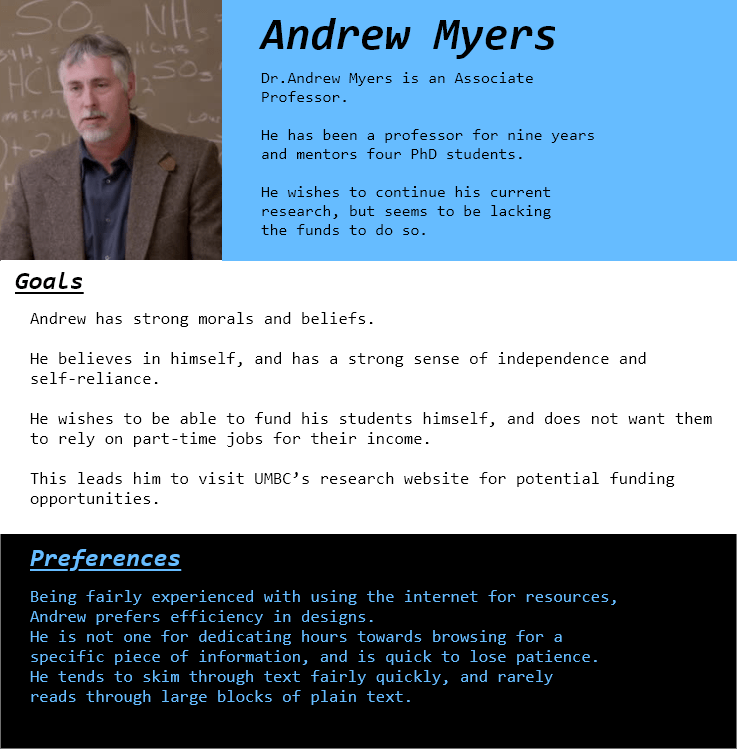 SO
NH
3
HCL
SO
3
Andrew Myers
Dr.Andrew Myers is an Associate
Professor.
He has been a professor for nine years
and mentors four PhD students.
He wishes to continue his current
research, but seems to be lacking
the funds to do so.
Goals
Andrew has strong morals and beliefs.
He believes in himself, and has a strong sense of independence and
self-reliance.
He wishes to be able to fund his students himself, and does not want them
to rely on part-time jobs for their income.
This leads him to visit UMBC’s research website for potential funding
opportunities.
Preferences
Being fairly experienced with using the internet for resources,
Andrew prefers efficiency in designs.
He is not one for dedicating hours towards browsing for a
specific piece of information, and is quick to lose patience.
He tends to skim through text fairly quickly, and rarely
reads through large blocks of plain text.